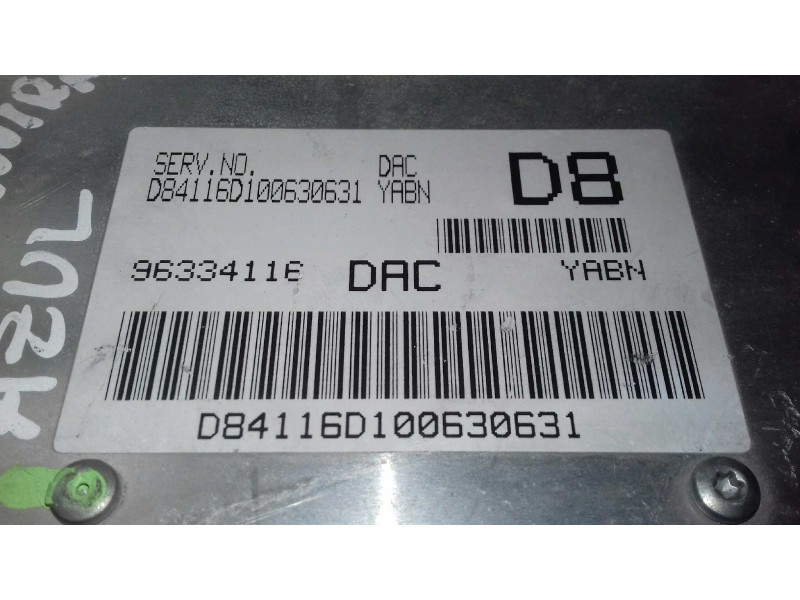 SERV.NO. DAC D8
D84116D100630631 YABN
96334116 DAC YABN
D84116D100630631
AZUL